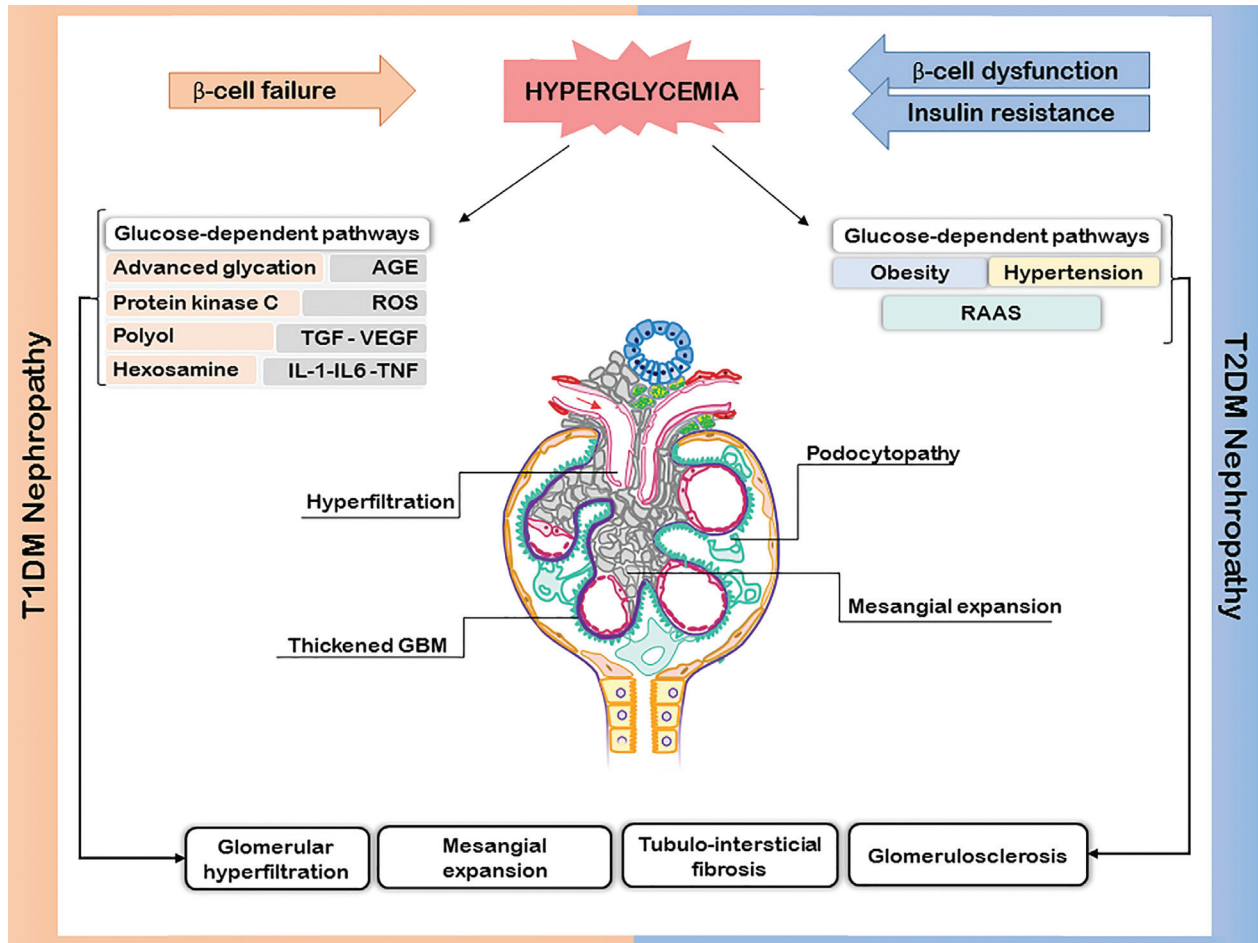 β-cell failure
HYPERGLYCEMIA
β-cell dysfunction
Insulin resistance
T1DM Nephropathy
Glucose-dependent pathways
Advanced glycation
AGE
Protein kinase C
ROS
Polyol
TGF - VEGF
Hexosamine
IL-1-IL6 -TNF
Glucose-dependent pathways
Obesity
Hypertension
RAAS
T2DM Nephropathy
Podocytopathy
Hyperfiltration
Mesangial expansion
Thickened GBM
Glomerular
hyperfiltration
Mesangial
expansion
Tubulo-intersticial
fibrosis
Glomerulosclerosis